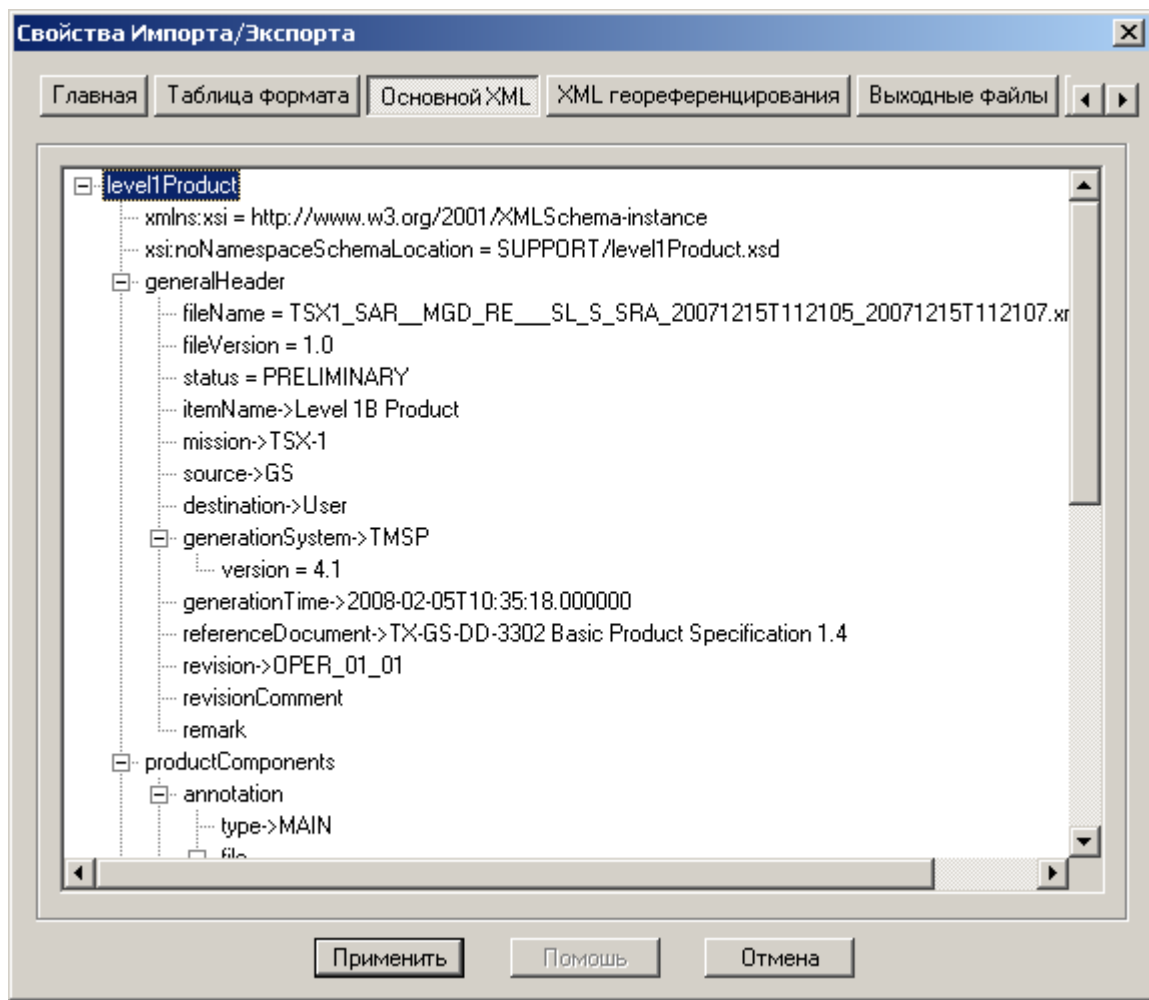 Свойства Импорта/Экспорта
Главная Таблица формата Основной XML XML геореференцирования Выходные файлы
level1Product
xmlns:xsi = http://www.w3.org/2001/XMLSchema-instance
xsi:noNamespaceSchemaLocation = SUPPORT/level1Product.xsd
generalHeader
fileName = TSX1_SAR__MGD_RE___SL_S_SRA_20071215T112105_20071215T112107.xr
fileVersion = 1.0
status = PRELIMINARY
itemName->Level 1B Product
mission->TSX-1
source->GS
destination->User
generationSystem->TMSP
version = 4.1
generationTime->2008-02-05T10:35:18.000000
referenceDocument->TX-GS-DD-3302 Basic Product Specification 1.4
revision->OPER_01_01
revisionComment
remark
productComponents
annotation
type->MAIN
file
Применить Помошь Отмена